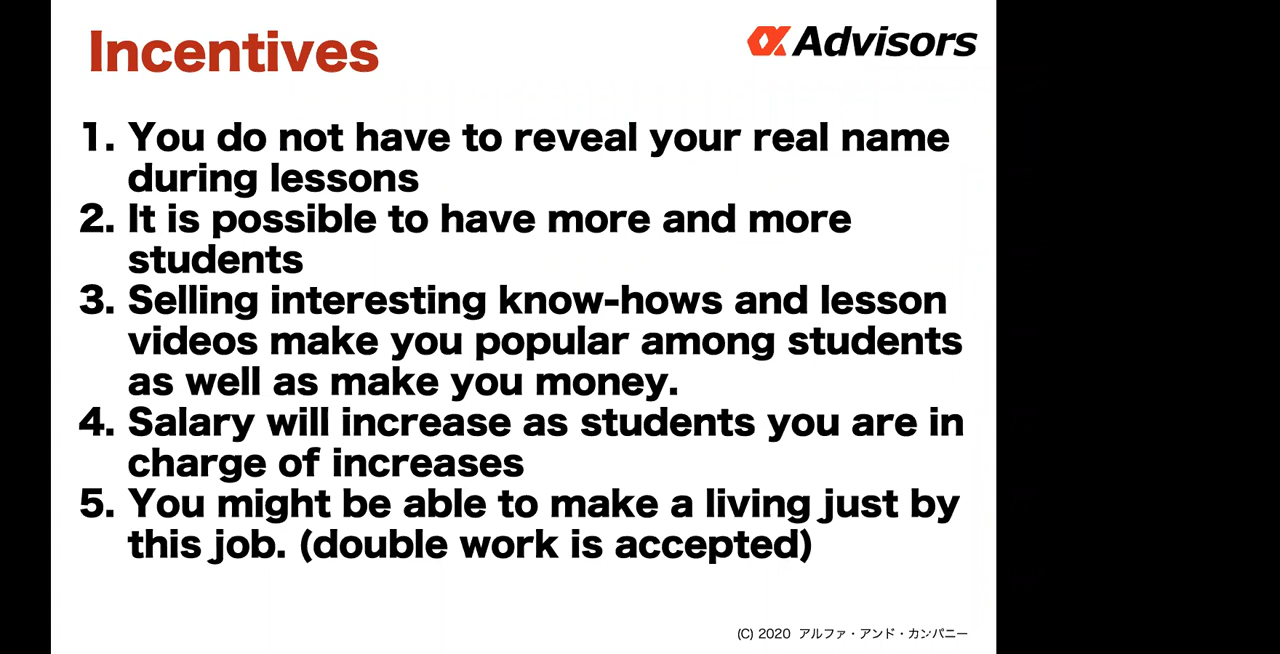 Incentives
Advisors
1. You do not have to reveal your real name
during lessons
2. It is possible to have more and more
students
3. Selling interesting know-hows and lesson
videos make you popular among students
as well as make you money.
4. Salary will increase as students you are in
charge of increases
5. You might be able to make a living just by
this job. (double work is accepted)
(C) 2020 アルファ・アンド・カンパニー